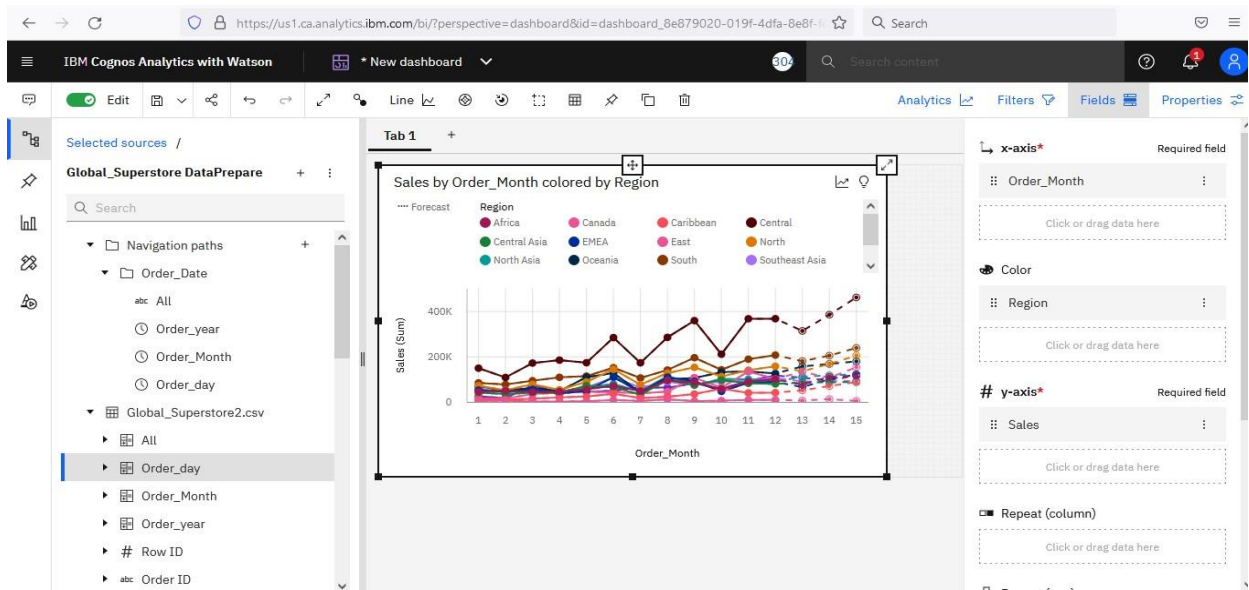 https://us1.ca.analytics.ibm.com/bi/?perspective=dashboard&id=dashboard_8e879020-019f-4dfa-8e8f-
Search
IBM Cognos Analytics with Watson
* New dashboard
304
Search content
1
Edit
Line
Analytics
Filters
Fields
Properties
Selected sources /
Global_Superstore DataPrepare
Search
Navigation paths
Order_Date
abc All
Order_year
Order_Month
Order_day
Global_Superstore2.csv
All
Order_day
Order_Month
Order_year
# Row ID
abc Order ID
Tab 1 +
Sales by Order_Month colored by Region
Forecast
Region
Africa Canada Caribbean Central
Central Asia EMEA East North
North Asia Oceania South Southeast Asia
Sales (Sum)
400K
200K
0
1 2 3 4 5 6 7 8 9 10 11 12 13 14 15
Order_Month
x-axis* Required field
Order_Month
Click or drag data here
Color
Region
Click or drag data here
# y-axis* Required field
Sales
Click or drag data here
Repeat (column)
Click or drag data here